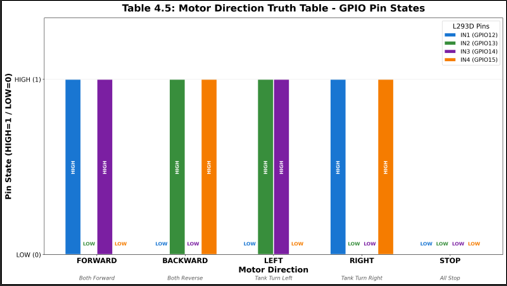 Table 4.5: Motor Direction Truth Table - GPIO Pin States
L293D Pins
IN1 (GPIO12)
IN2 (GPIO13)
IN3 (GPIO14)
IN4 (GPIO15)
Pin State (HIGH=1 / LOW=0)
HIGH (1)
LOW (0)
HIGH LOW HIGH LOW
LOW HIGH LOW HIGH
LOW HIGH HIGH LOW
HIGH LOW LOW HIGH
LOW LOW LOW LOW
FORWARD BACKWARD LEFT RIGHT STOP
Motor Direction
Both Forward Both Reverse Tank Turn Left Tank Turn Right All Stop